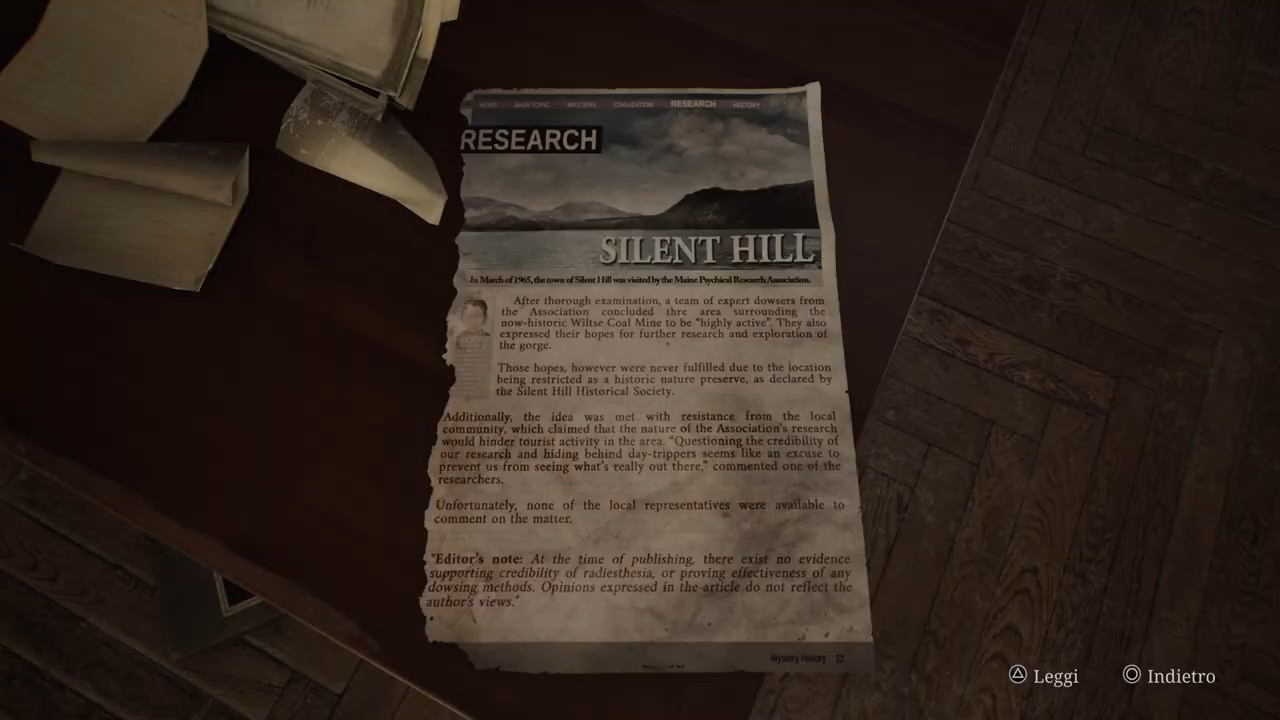 NEWS MAIN TOPIC MYSTERY CIVILIZATION RESEARCH HISTORY
RESEARCH
SILENT HILL
In March of 1965, the town of Silent Hill was visited by the Maine Psychical Research Association.
After thorough examination, a team of expert dowsers from
the Association concluded thre area surrounding the
now-historic Wiltse Coal Mine to be "highly active". They also
expressed their hopes for further research and exploration of
the gorge.
Those hopes, however were never fulfilled due to the location
being restricted as a historic nature preserve, as declared by
the Silent Hill Historical Society.
Additionally, the idea was met with resistance from the local
community, which claimed that the nature of the Association's research
would hinder tourist activity in the area. "Questioning the credibility of
our research and hiding behind day-trippers seems like an excuse to
prevent us from seeing what's really out there," commented one of the
researchers.
Unfortunately, none of the local representatives were available to
comment on the matter.
"Editor's note: At the time of publishing, there exist no evidence
supporting credibility of radiesthesia, or proving effectiveness of any
dowsing methods. Opinions expressed in the article do not reflect the
author's views."
Mystery History 22
Leggi Indietro